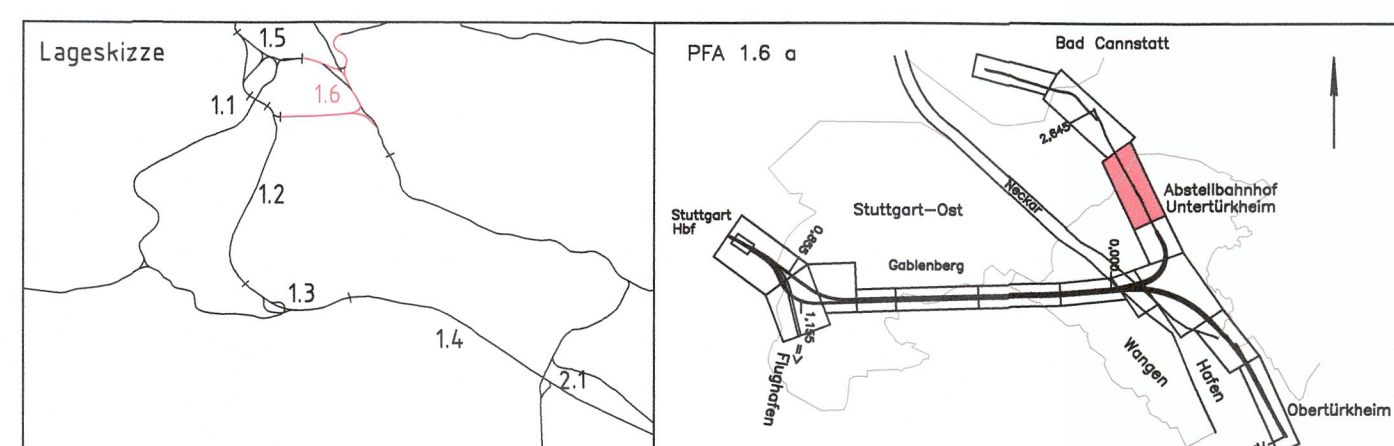 Lageskizze
1.5
1.1
1.6
1.2
1.3
1.4
2.1
PFA 1.6 a
Bad Cannstatt
2,645
Neckar
Abstellbahnhof
Untertürkheim
Stuttgart
Hbf
Stuttgart-Ost
0,855
Gablenberg
0,000
1,155
=>
Flughafen
Wangen
Hafen
Obertürkheim